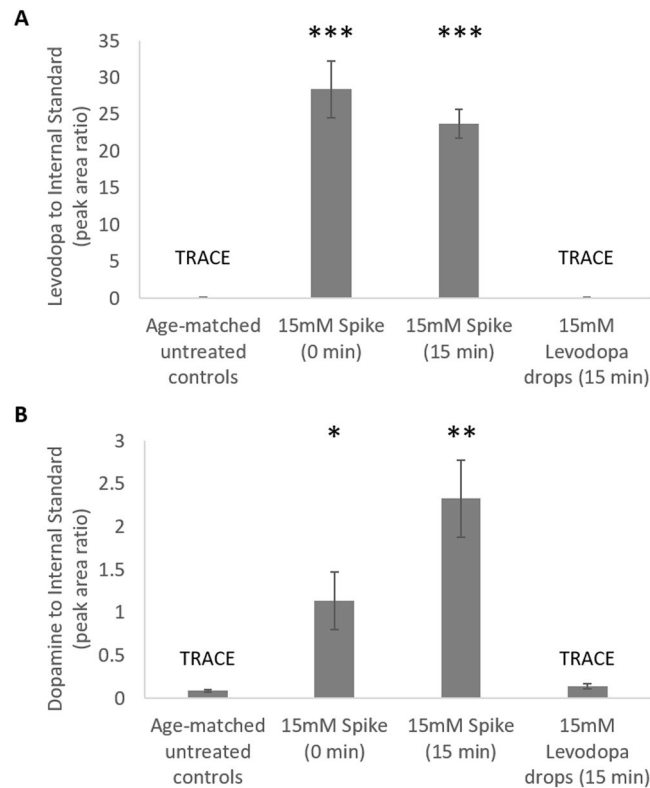 A
Levodopa to Internal Standard
(peak area ratio)
35
30
25
20
15
10
5
0
TRACE
***
***
TRACE
Age-matched
untreated
controls
15mM Spike
(0 min)
15mM Spike
(15 min)
15mM
Levodopa
drops (15 min)
B
Dopamine to Internal Standard
(peak area ratio)
3
2.5
2
1.5
1
0.5
0
TRACE
*
**
TRACE
Age-matched
untreated
controls
15mM Spike
(0 min)
15mM Spike
(15 min)
15mM
Levodopa
drops (15 min)